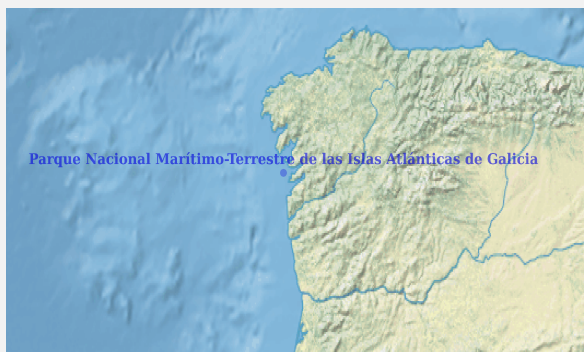 Parque Nacional Marítimo-Terrestre de las Islas Atlánticas de Galicia